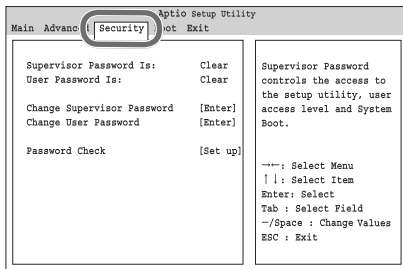 Aptio Setup Utility
Main Advanced Security Boot Exit
Supervisor Password Is: Clear
User Password Is: Clear
Change Supervisor Password [Enter]
Change User Password [Enter]
Password Check [Set up]
Supervisor Password
controls the access to
the setup utility, user
access level and System
Boot.
→←: Select Menu
↑↓: Select Item
Enter: Select
Tab : Select Field
−/Space : Change Values
ESC : Exit